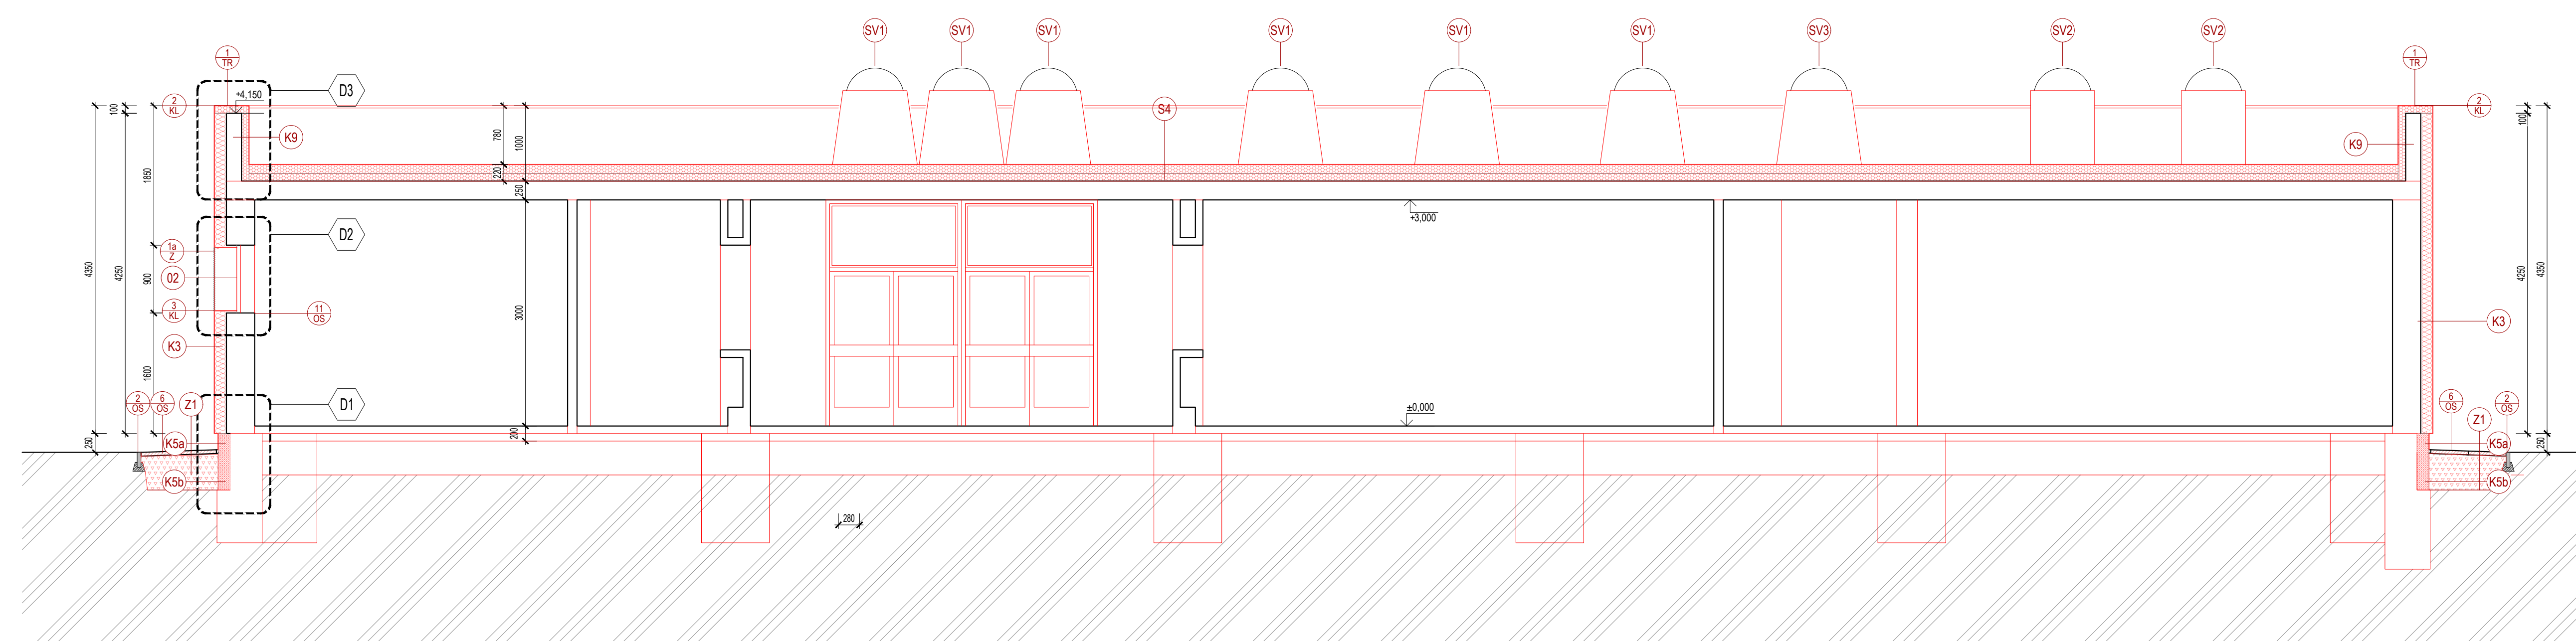 SV1
SV1
SV1
SV1
SV1
SV1
SV3
SV2
SV2
1
TR
1
TR
D3
+4,150
2
KL
2
KL
100
100
S4
K9
K9
780
1000
1850
220
250
+3,000
D2
1a
Z
02
4350
4250
900
4250
4350
3
KL
11
OS
3000
K3
K3
1600
D1
2
OS
6
OS
Z1
±0,000
6
OS
2
OS
Z1
200
250
K5a
K5a
250
K5b
K5b
280